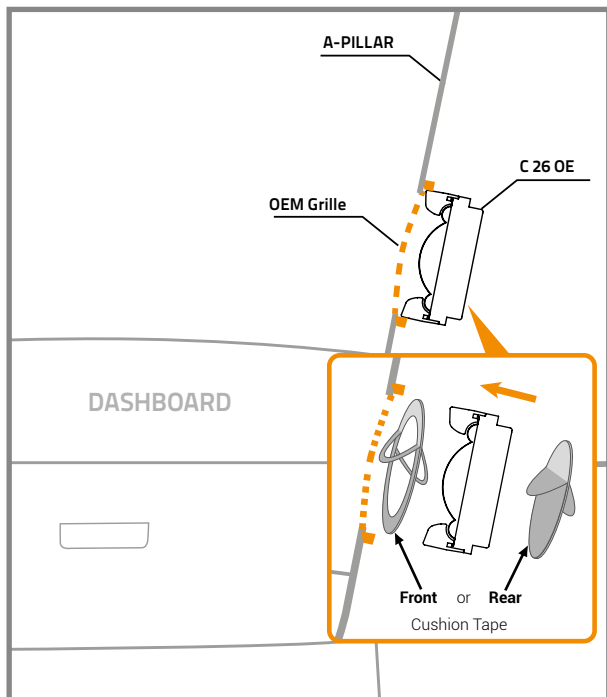 A-PILLAR
C 26 OE
OEM Grille
DASHBOARD
Front or Rear
Cushion Tape